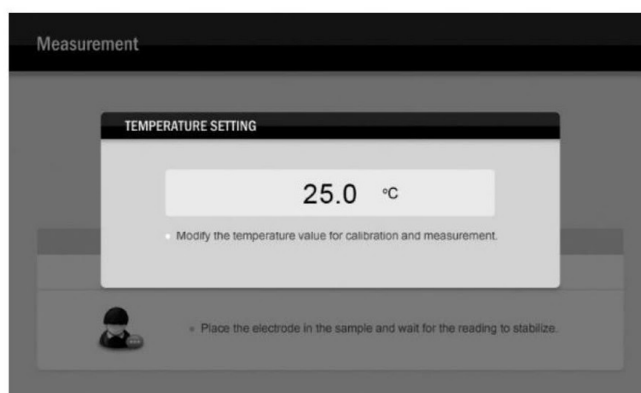 Measurement
TEMPERATURE SETTING
25.0 °C
Modify the temperature value for calibration and measurement.
Place the electrode in the sample and wait for the reading to stabilize.